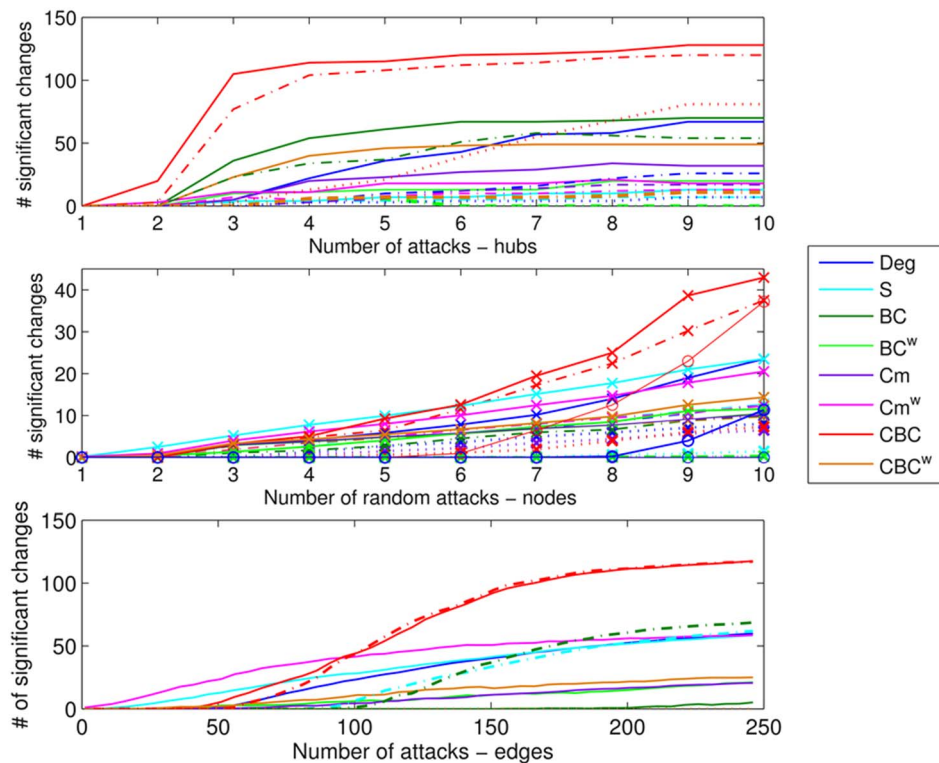 150
100
50
0
# significant changes
1 2 3 4 5 6 7 8 9 10
Number of attacks – hubs
40
30
20
10
0
# significant changes
1 2 3 4 5 6 7 8 9 10
Number of random attacks – nodes
150
100
50
0
# of significant changes
0 50 100 150 200 250
Number of attacks – edges
Deg
S
BC
BCʷ
Cm
Cmʷ
CBC
CBCʷ